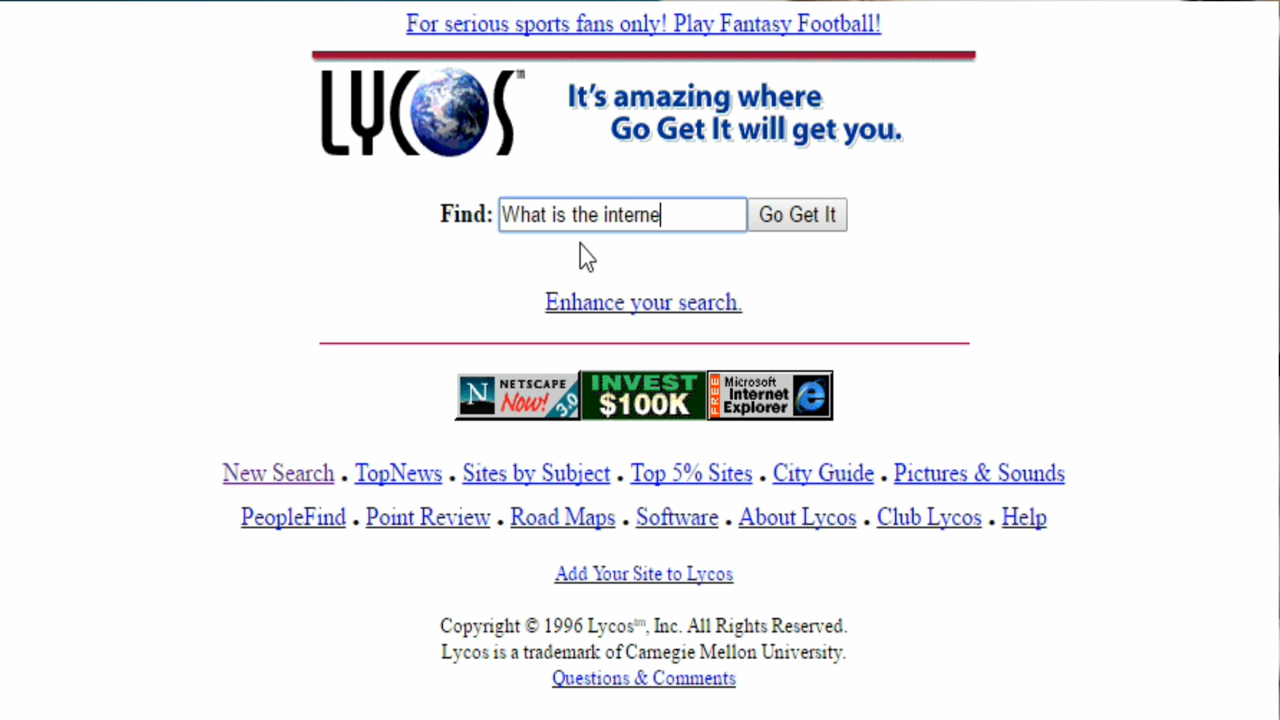 For serious sports fans only! Play Fantasy Football!
LYCOS™ It's amazing where
Go Get It will get you.
Find: What is the interne Go Get It
Enhance your search.
N NETSCAPE Now! 3.0 INVEST $100K FREE Microsoft Internet Explorer
New Search . TopNews . Sites by Subject . Top 5% Sites . City Guide . Pictures & Sounds
PeopleFind . Point Review . Road Maps . Software . About Lycos . Club Lycos . Help
Add Your Site to Lycos
Copyright © 1996 Lycos™, Inc. All Rights Reserved.
Lycos is a trademark of Carnegie Mellon University.
Questions & Comments